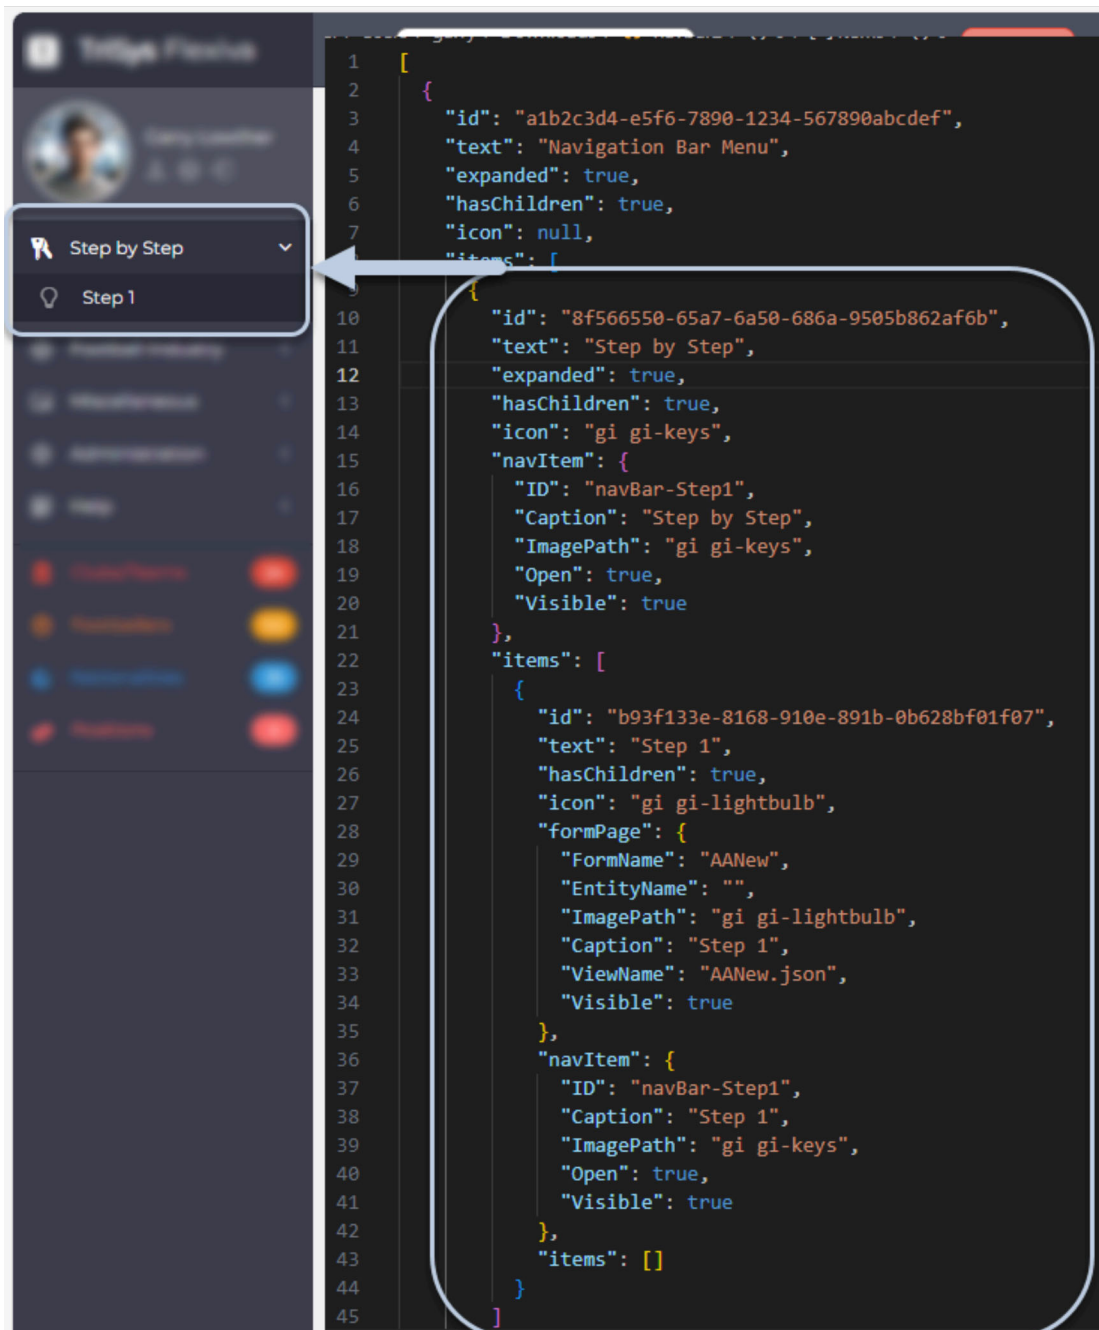 Step by Step
Step 1
1 [
2 {
3 "id": "a1b2c3d4-e5f6-7890-1234-567890abcdef",
4 "text": "Navigation Bar Menu",
5 "expanded": true,
6 "hasChildren": true,
7 "icon": null,
"items": [
9 {
10 "id": "8f566550-65a7-6a50-686a-9505b862af6b",
11 "text": "Step by Step",
12 "expanded": true,
13 "hasChildren": true,
14 "icon": "gi gi-keys",
15 "navItem": {
16 "ID": "navBar-Step1",
17 "Caption": "Step by Step",
18 "ImagePath": "gi gi-keys",
19 "Open": true,
20 "Visible": true
21 },
22 "items": [
23 {
24 "id": "b93f133e-8168-910e-891b-0b628bf01f07",
25 "text": "Step 1",
26 "hasChildren": true,
27 "icon": "gi gi-lightbulb",
28 "formPage": {
29 "FormName": "AANew",
30 "EntityName": "",
31 "ImagePath": "gi gi-lightbulb",
32 "Caption": "Step 1",
33 "ViewName": "AANew.json",
34 "Visible": true
35 },
36 "navItem": {
37 "ID": "navBar-Step1",
38 "Caption": "Step 1",
39 "ImagePath": "gi gi-keys",
40 "Open": true,
41 "Visible": true
42 },
43 "items": []
44 }
45 ]